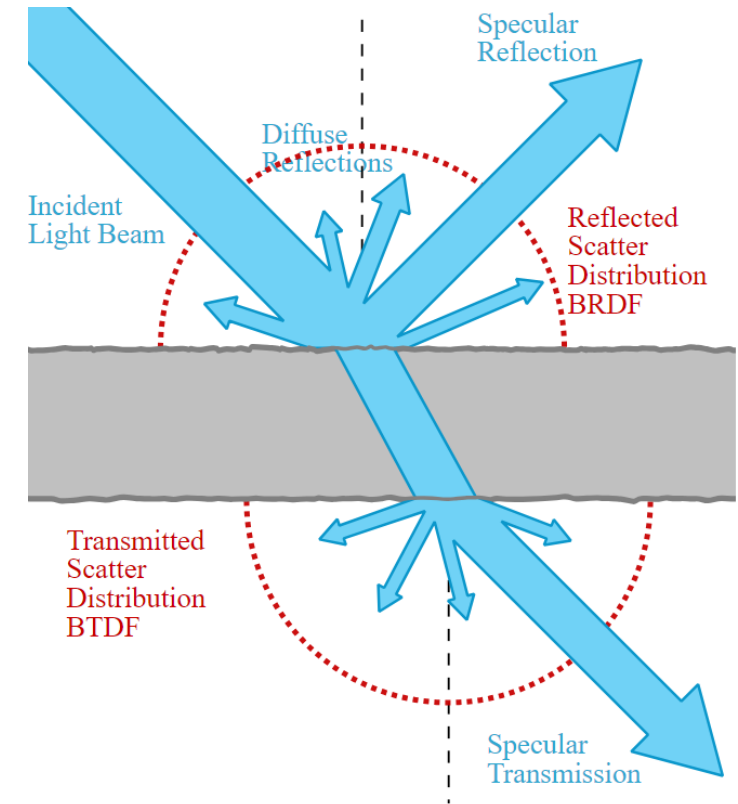 Specular
Reflection
Diffuse
Reflections
Incident
Light Beam
Reflected
Scatter
Distribution
BRDF
Transmitted
Scatter
Distribution
BTDF
Specular
Transmission